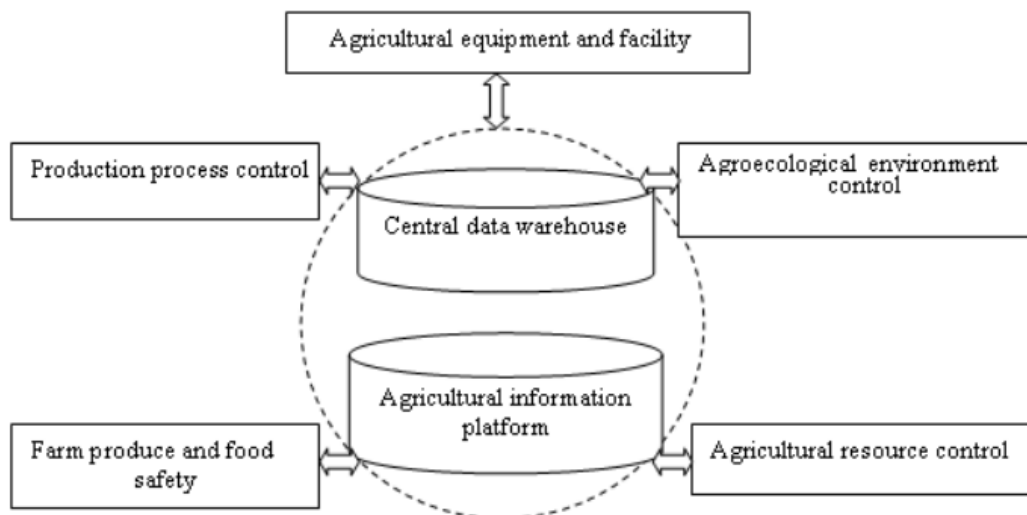 Agricultural equipment and facility
Production process control
Agroecological environment
control
Central data warehouse
Agricultural information
platform
Farm produce and food
safety
Agricultural resource control